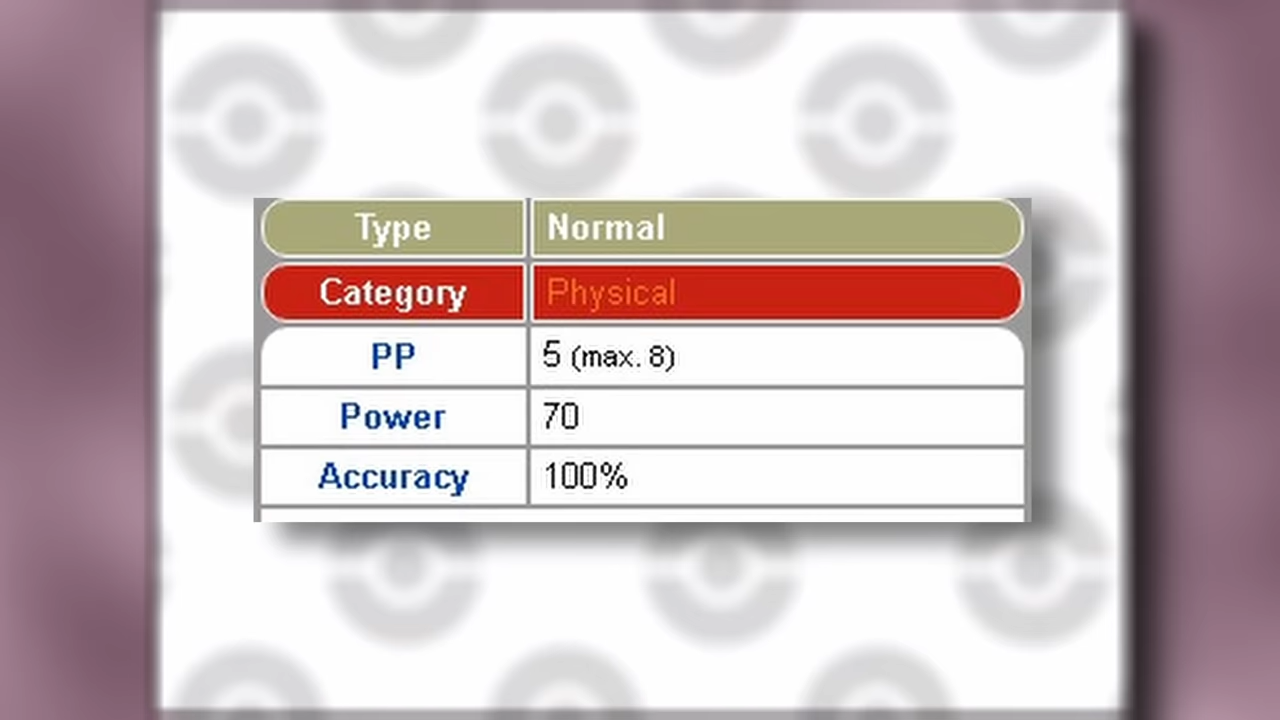 Type Normal
Category Physical
PP 5 (max. 8)
Power 70
Accuracy 100%